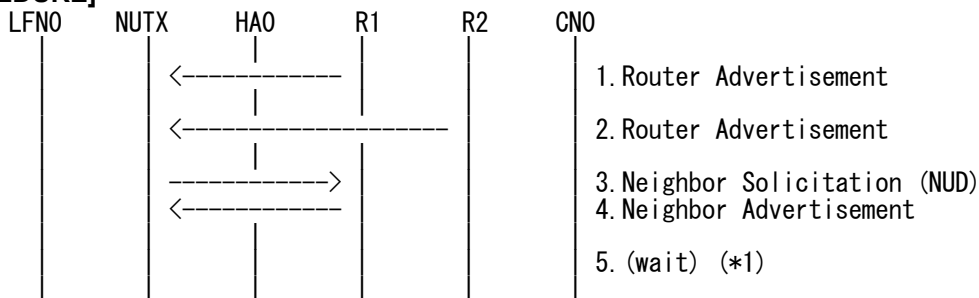 EDURE]
LFN0 NUTX HA0 R1 R2 CN0
<------------ 1.Router Advertisement
<-------------------- 2.Router Advertisement
------------> 3.Neighbor Solicitation (NUD)
<------------ 4.Neighbor Advertisement
5.(wait) (*1)